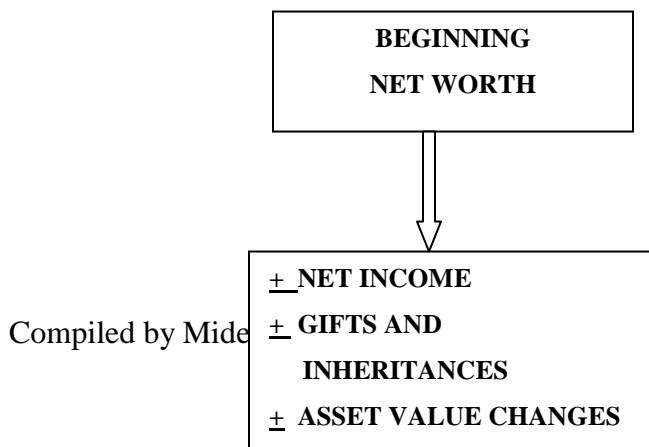 BEGINNING
NET WORTH
+ NET INCOME
Compiled by Mide + GIFTS AND
INHERITANCES
+ ASSET VALUE CHANGES